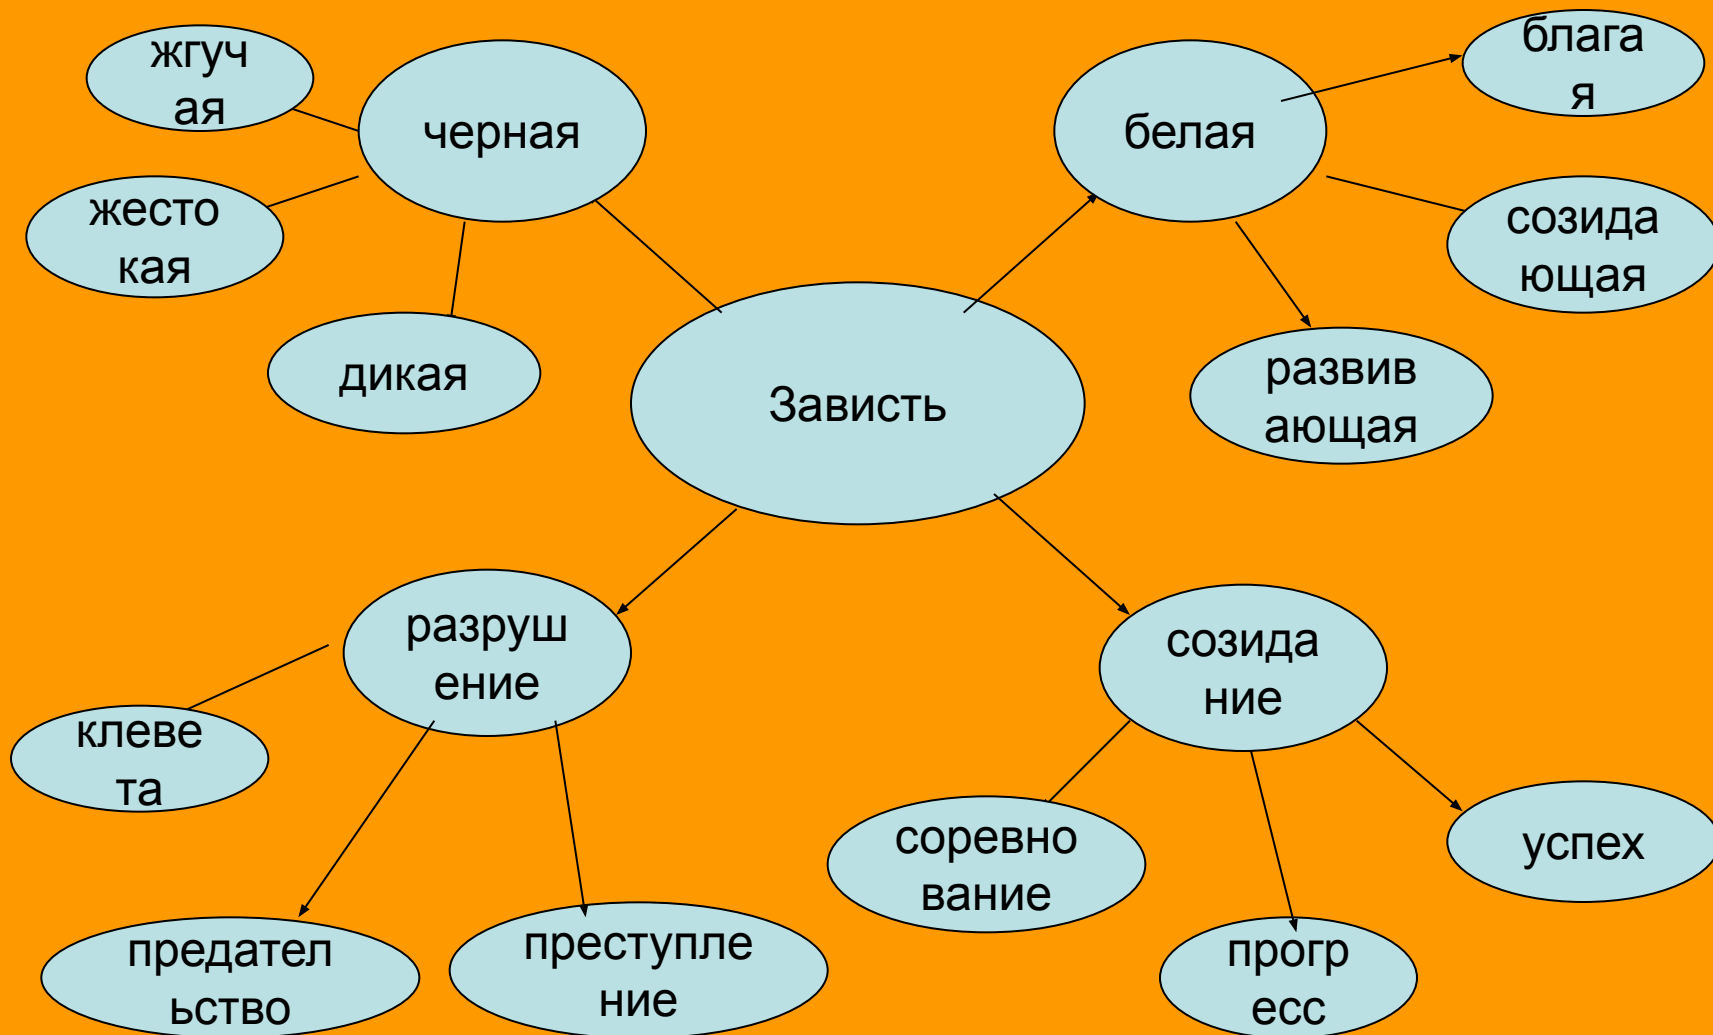 жгуч
ая
черная
белая
блага
я
жесто
кая
созида
ющая
дикая
Зависть
развив
ающая
разруш
ение
созида
ние
клеве
та
соревно
вание
успех
предател
ьство
преступле
ние
прогр
есс